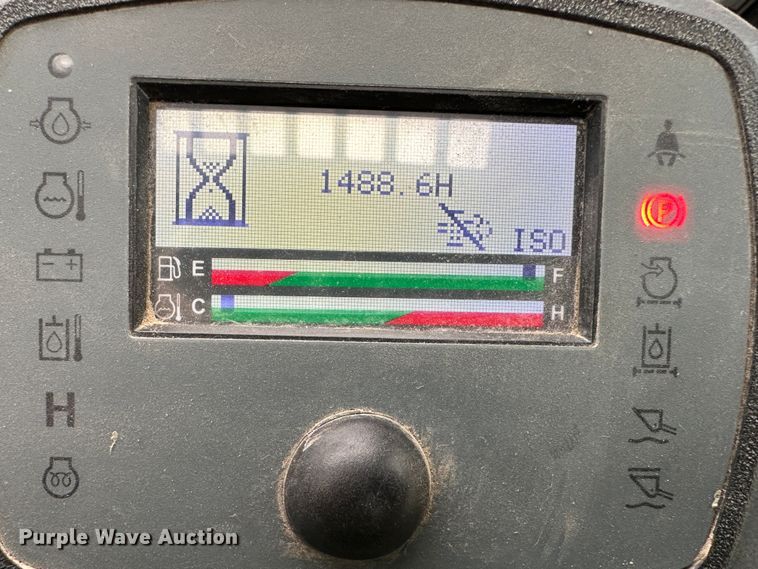 1488.6H
ISO
E F
C H
H
Purple Wave Auction